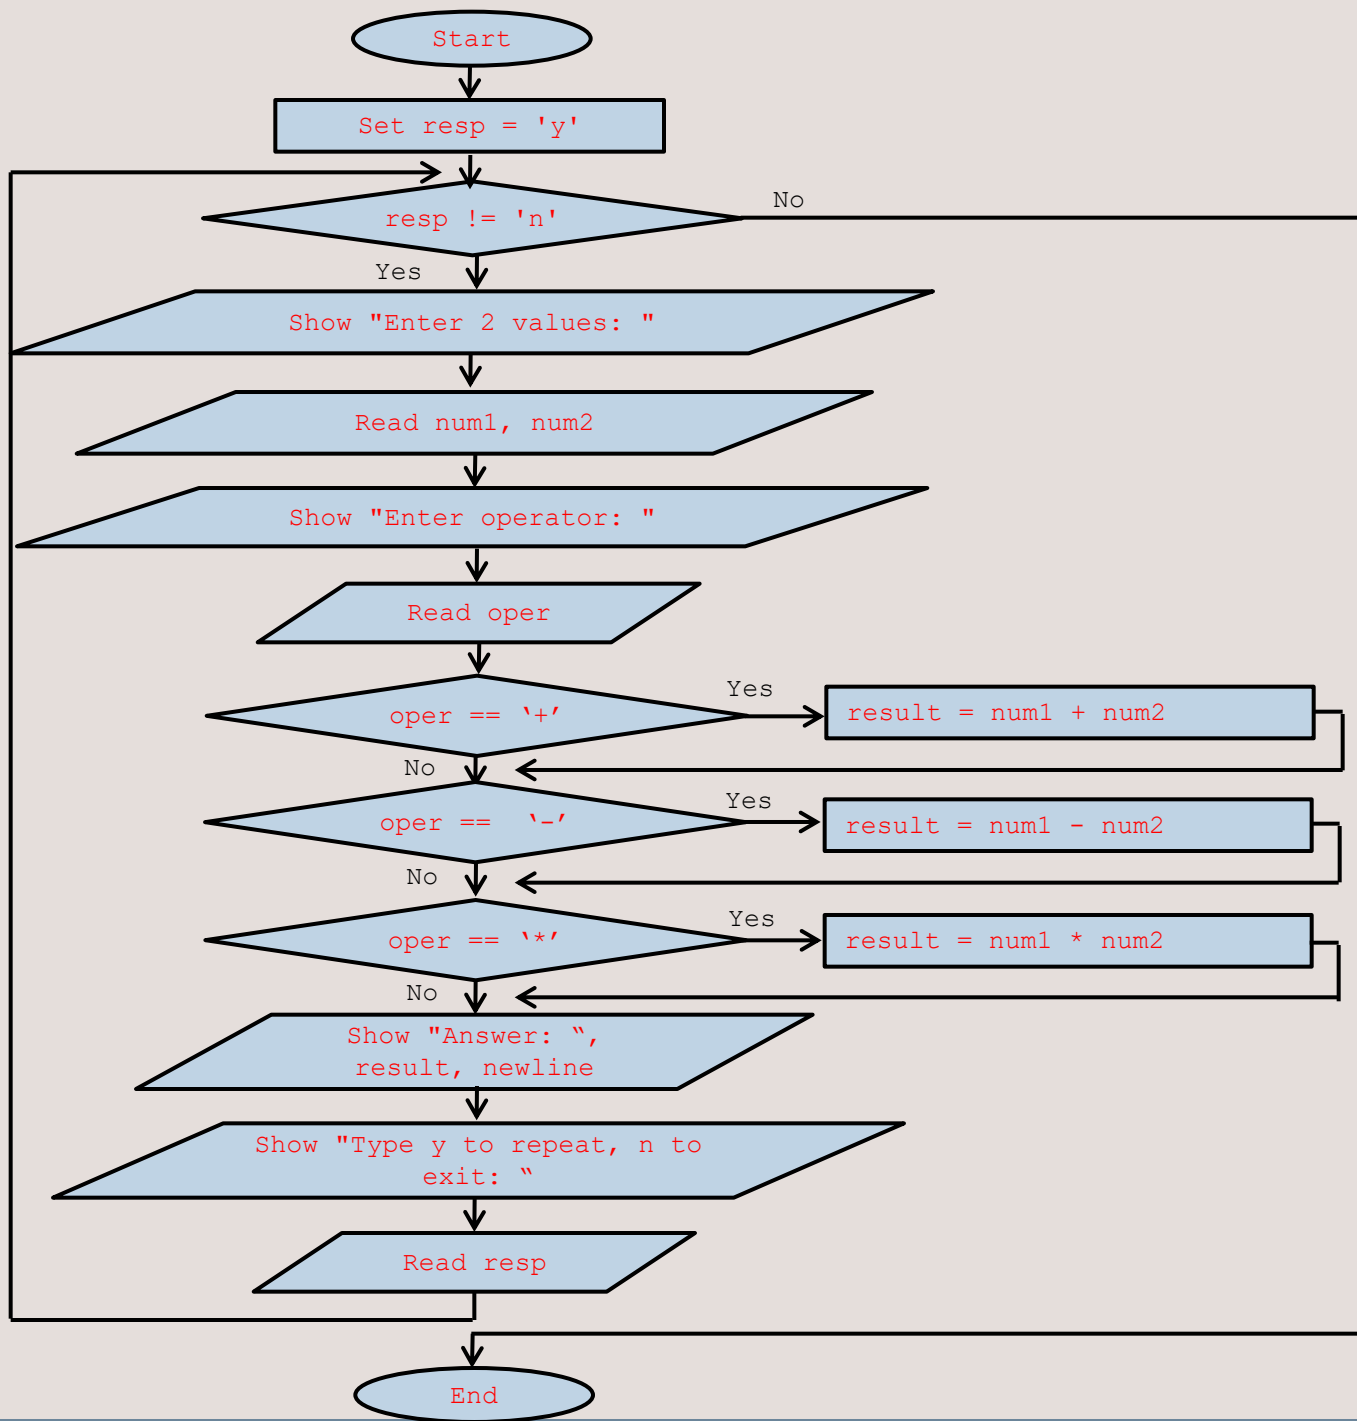 Start
Set resp = 'y'
resp != 'n'
No
Yes
Show "Enter 2 values: "
Read num1, num2
Show "Enter operator: "
Read oper
oper == ‘+’
Yes
result = num1 + num2
No
oper ==  ‘-’
Yes
result = num1 - num2
No
oper == ‘*’
Yes
result = num1 * num2
No
Show "Answer: “,
result, newline
Show "Type y to repeat, n to
exit: “
Read resp
End